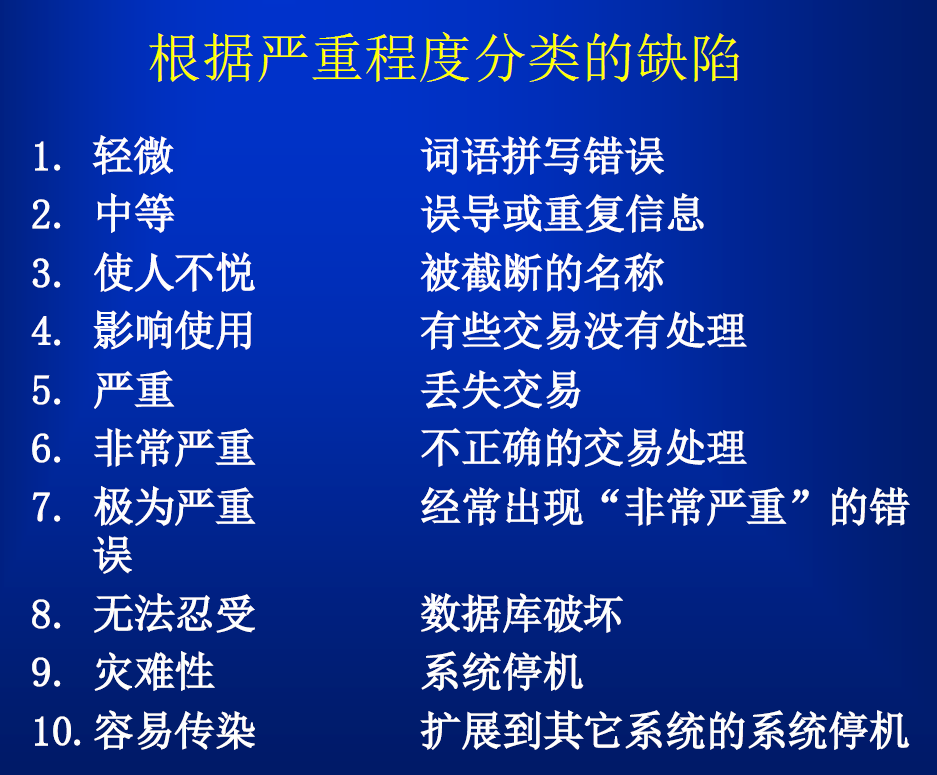 根据严重程度分类的缺陷
1. 轻微 词语拼写错误
2. 中等 误导或重复信息
3. 使人不悦 被截断的名称
4. 影响使用 有些交易没有处理
5. 严重 丢失交易
6. 非常严重 不正确的交易处理
7. 极为严重 经常出现“非常严重”的错
误
8. 无法忍受 数据库破坏
9. 灾难性 系统停机
10. 容易传染 扩展到其它系统的系统停机